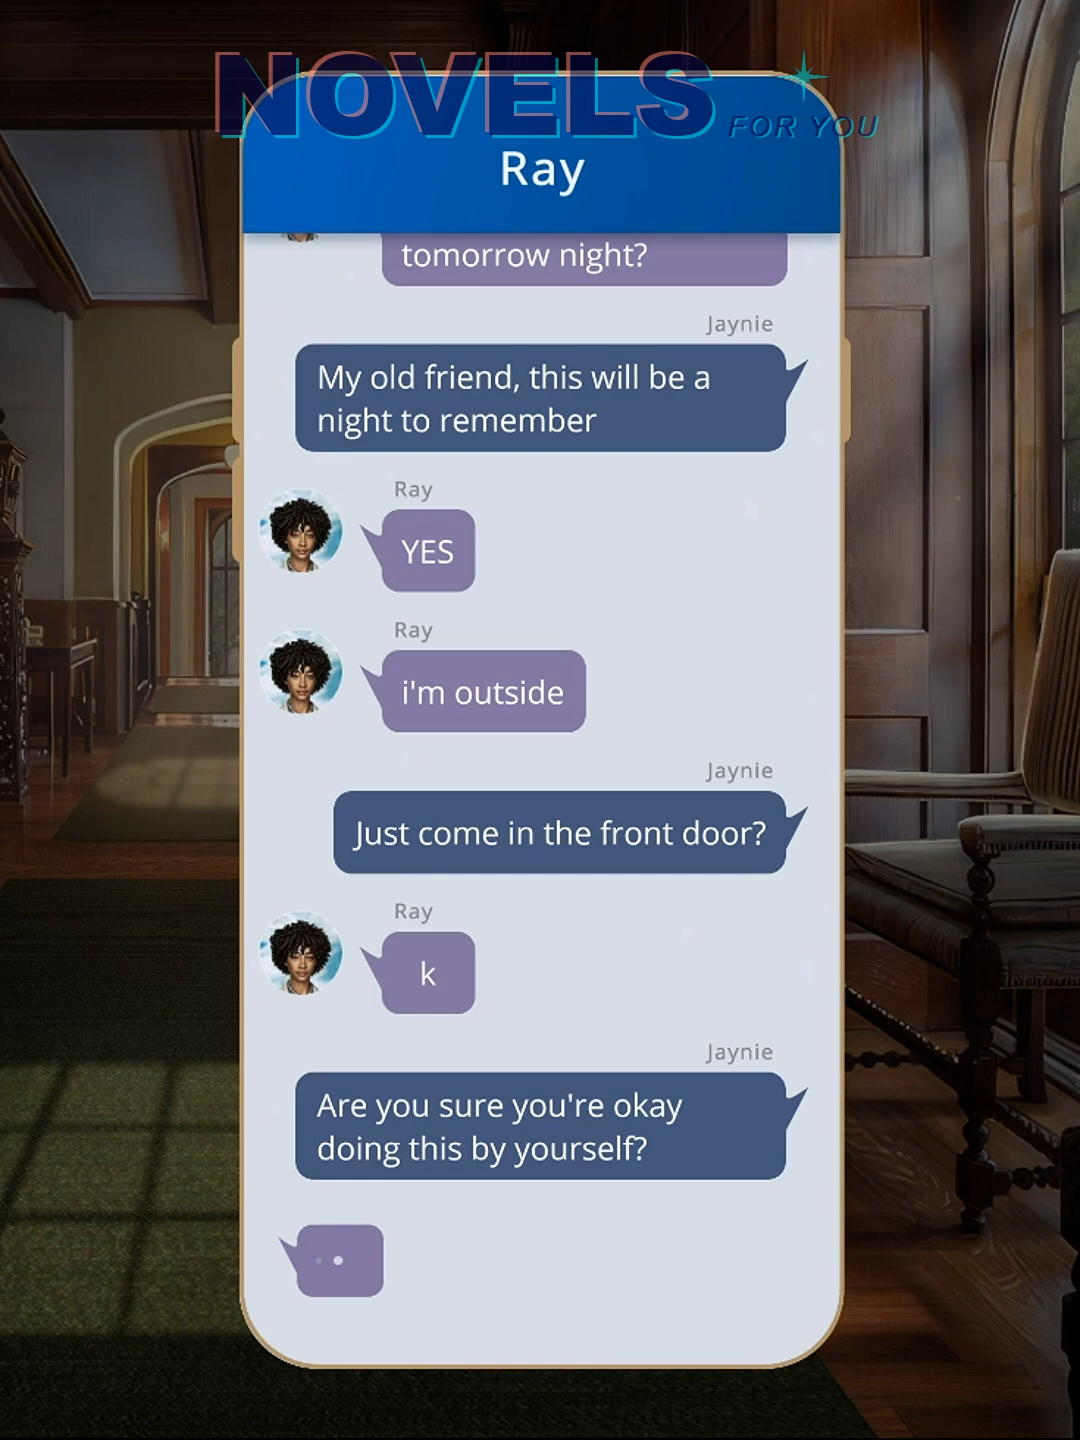 NOVELS
FOR YOU
Ray
tomorrow night?
Jaynie
My old friend, this will be a
night to remember
Ray
YES
Ray
i'm outside
Jaynie
Just come in the front door?
Ray
k
Jaynie
Are you sure you're okay
doing this by yourself?